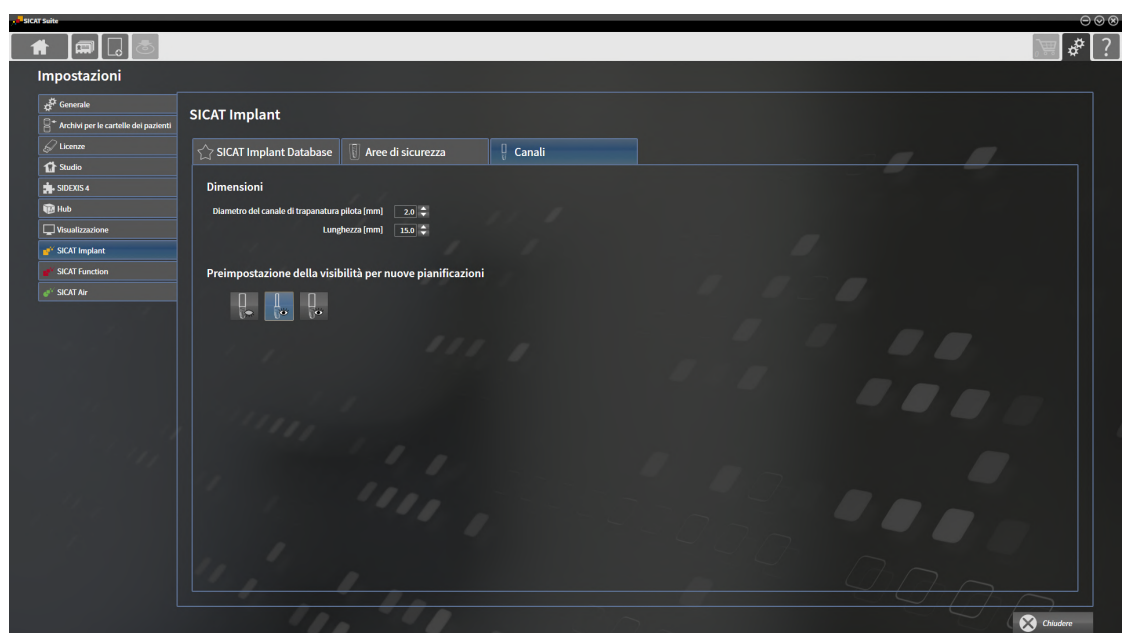 SICAT Suite
Impostazioni
Generale
Archivi per le cartelle dei pazienti
Licenze
Studio
SIDEXIS 4
Hub
Visualizzazione
SICAT Implant
SICAT Function
SICAT Air
SICAT Implant
SICAT Implant Database
Aree di sicurezza
Canali
Dimensioni
Diametro del canale di trapanatura pilota [mm] 2.0
Lunghezza [mm] 15.0
Preimpostazione della visibilità per nuove pianificazioni
Chiudere